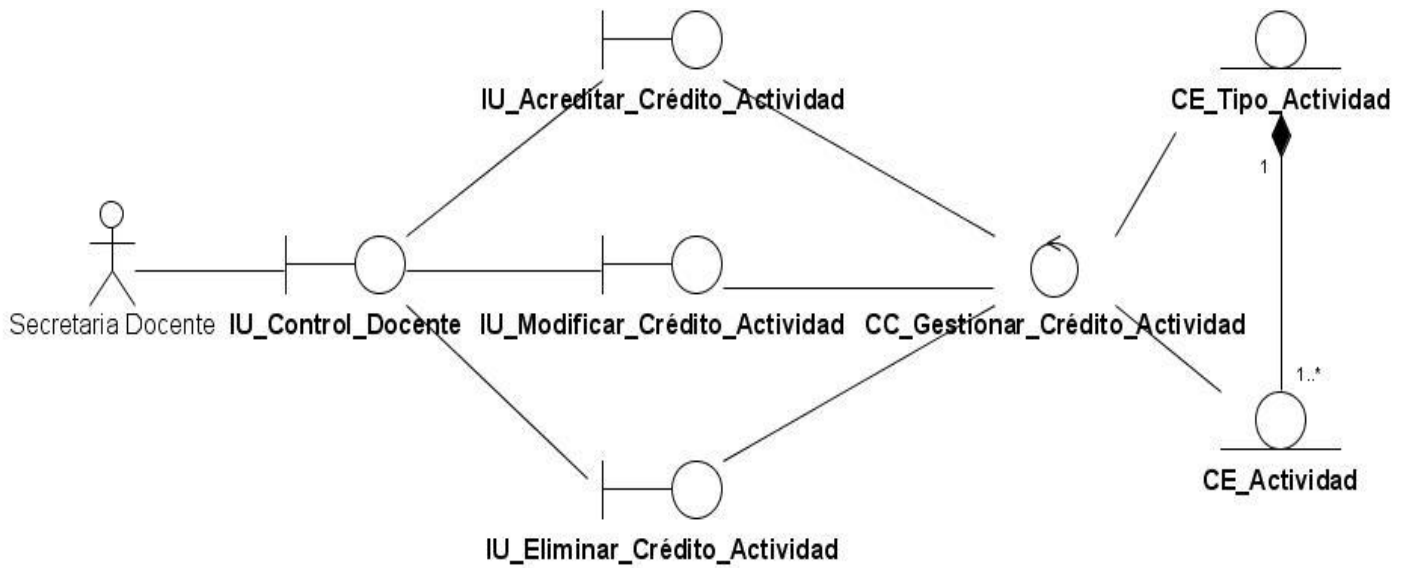 IU_Acreditar_Crédito_Actividad
CE_Tipo_Actividad
1
Secretaria Docente
IU_Control_Docente
IU_Modificar_Crédito_Actividad
CC_Gestionar_Crédito_Actividad
1..*
CE_Actividad
IU_Eliminar_Crédito_Actividad